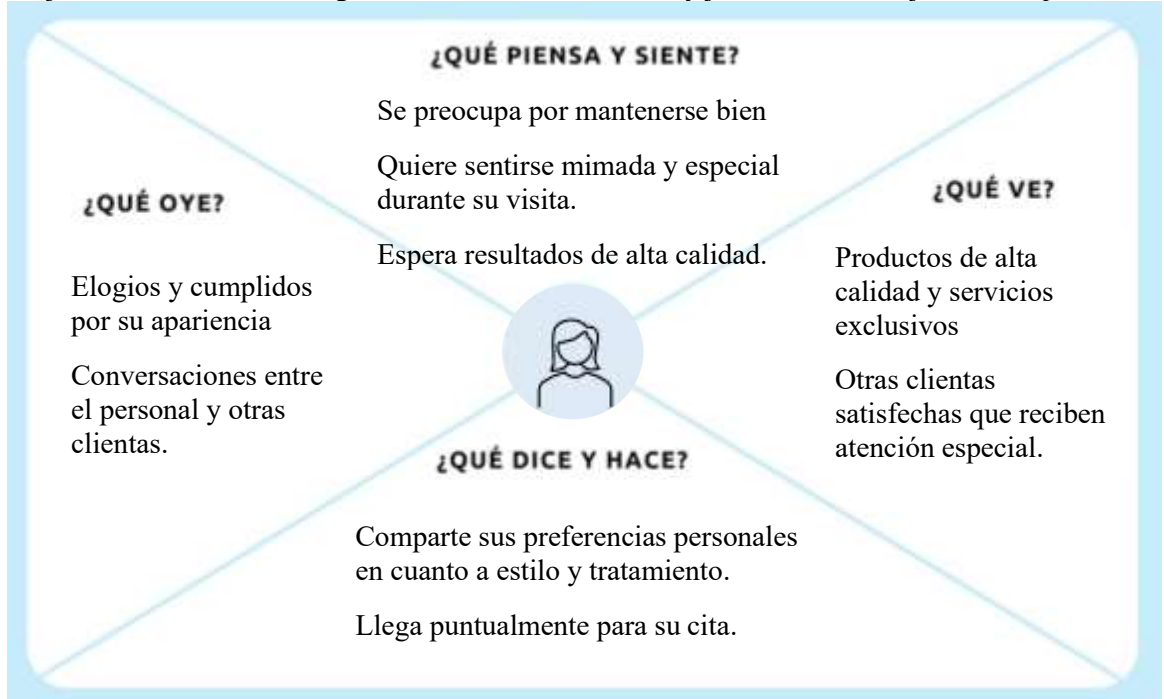 ¿QUÉ PIENSA Y SIENTE?
Se preocupa por mantenerse bien
Quiere sentirse mimada y especial
durante su visita.
Espera resultados de alta calidad.
¿QUÉ OYE?
Elogios y cumplidos
por su apariencia
Conversaciones entre
el personal y otras
clientas.
¿QUÉ VE?
Productos de alta
calidad y servicios
exclusivos
Otras clientas
satisfechas que reciben
atención especial.
¿QUÉ DICE Y HACE?
Comparte sus preferencias personales
en cuanto a estilo y tratamiento.
Llega puntualmente para su cita.